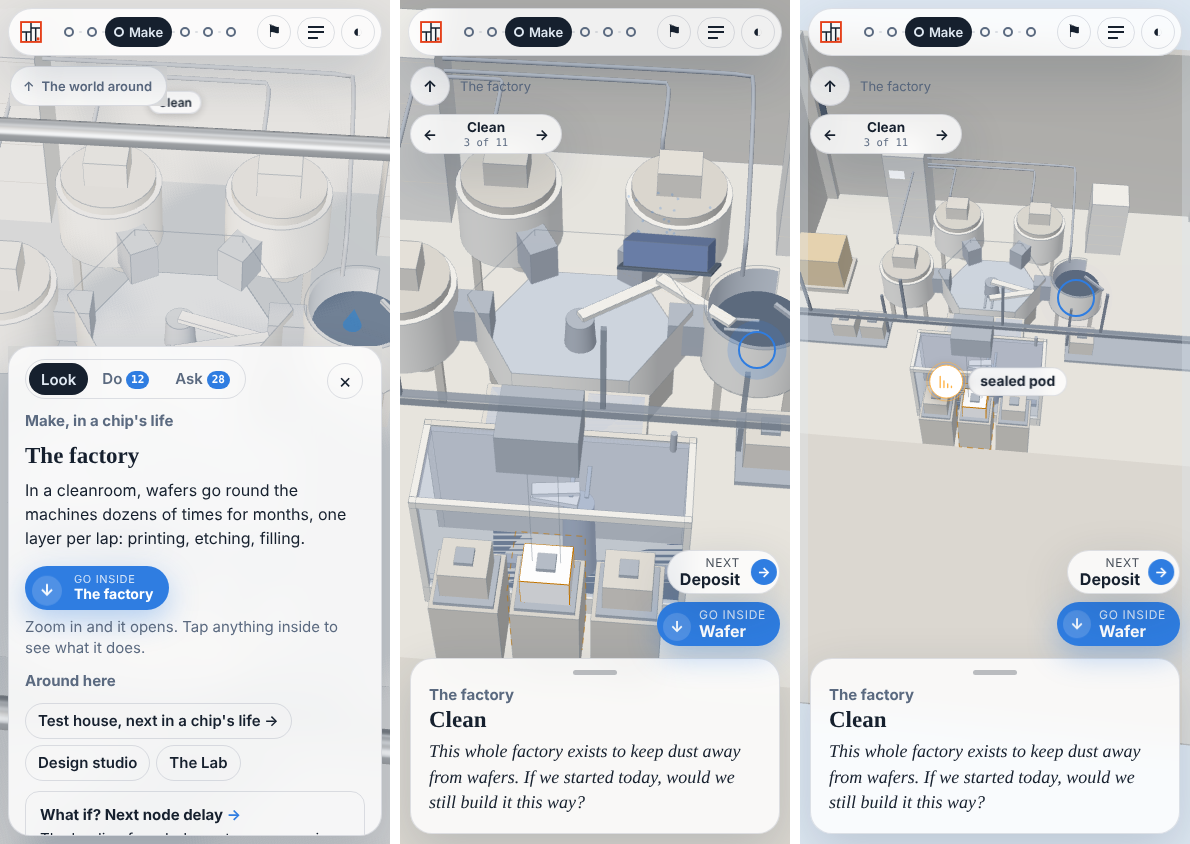 Make
The world around
Clean
Look
Do 12
Ask 28
Make, in a chip's life
The factory
In a cleanroom, wafers go round the
machines dozens of times for months, one
layer per lap: printing, etching, filling.
GO INSIDE
The factory
Zoom in and it opens. Tap anything inside to
see what it does.
Around here
Test house, next in a chip's life →
Design studio
The Lab
What if? Next node delay →
Make
The factory
Clean
3 of 11
NEXT
Deposit
GO INSIDE
Wafer
The factory
Clean
This whole factory exists to keep dust away
from wafers. If we started today, would we
still build it this way?
Make
The factory
Clean
3 of 11
sealed pod
NEXT
Deposit
GO INSIDE
Wafer
The factory
Clean
This whole factory exists to keep dust away
from wafers. If we started today, would we
still build it this way?